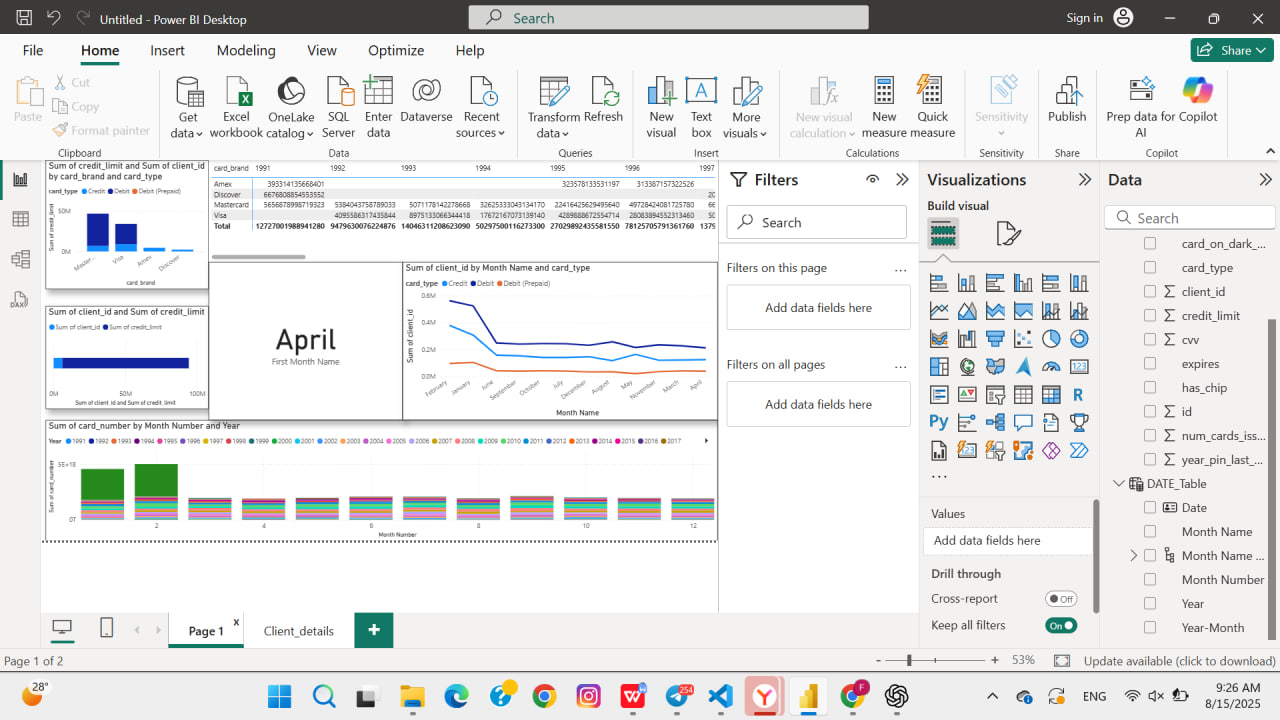 Untitled - Power BI Desktop
Search
Sign in
File
Home
Insert
Modeling
View
Optimize
Help
Share
Paste
Cut
Copy
Format painter
Clipboard
Get data
Excel workbook
OneLake catalog
SQL Server
Enter data
Dataverse
Recent sources
Data
Transform data
Refresh
Queries
New visual
Text box
More visuals
Insert
New visual calculation
New measure
Quick measure
Calculations
Sensitivity
Sensitivity
Publish
Share
Prep data for AI
Copilot
Copilot
Sum of credit_limit and Sum of client_id
by card_brand and card_type
card_type Credit Debit Debit (Prepaid)
Sum of credit_limit
50M
0M
Master...
Visa
Amex
Discover
card_brand
card_brand 1991 1992 1993 1994 1995 1996 1997
Amex 393314135668401 323578133531197 313387157322526
Discover 6676808854553552 20
Mastercard 5656878998719323 5384043758789033 5071178142278668 32625333043134170 22416425629495640 49728424081725780 66
Visa 4095586317435844 8975133066344418 17672167073139140 4289888672554714 28083894552313460 50
Total 12727001988941280 9479630076224876 14046311208623090 50297500116273300 27029892435581550 78125705791361760 1379
Sum of client_id and Sum of credit_limit
Sum of client_id Sum of credit_limit
0M 50M 100M
Sum of client_id and Sum of credit_limit
April
First Month Name
Sum of client_id by Month Name and card_type
card_type Credit Debit Debit (Prepaid)
Sum of client_id
0.6M
0.4M
0.2M
0.0M
February January June September October July December August May November March April
Month Name
Sum of card_number by Month Number and Year
Year 1991 1992 1993 1994 1995 1996 1997 1998 1999 2000 2001 2002 2003 2004 2005 2006 2007 2008 2009 2010 2011 2012 2013 2014 2015 2016 2017
Sum of card_number
5E+18
0T
2 4 6 8 10 12
Month Number
Filters
Search
Filters on this page
...
Add data fields here
Filters on all pages
...
Add data fields here
Visualizations
Build visual
123
R
Py
...
Values
Add data fields here
Drill through
Cross-report
Off
Keep all filters
On
Data
Search
card_on_dark_...
card_type
client_id
credit_limit
cvv
expires
has_chip
id
num_cards_iss...
year_pin_last_...
DATE_Table
Date
Month Name
Month Name ...
Month Number
Year
Year-Month
DAX
Page 1
x
Client_details
+
Page 1 of 2
- + 53%
Update available (click to download)
28°
254
F
ENG
9:26 AM
8/15/2025